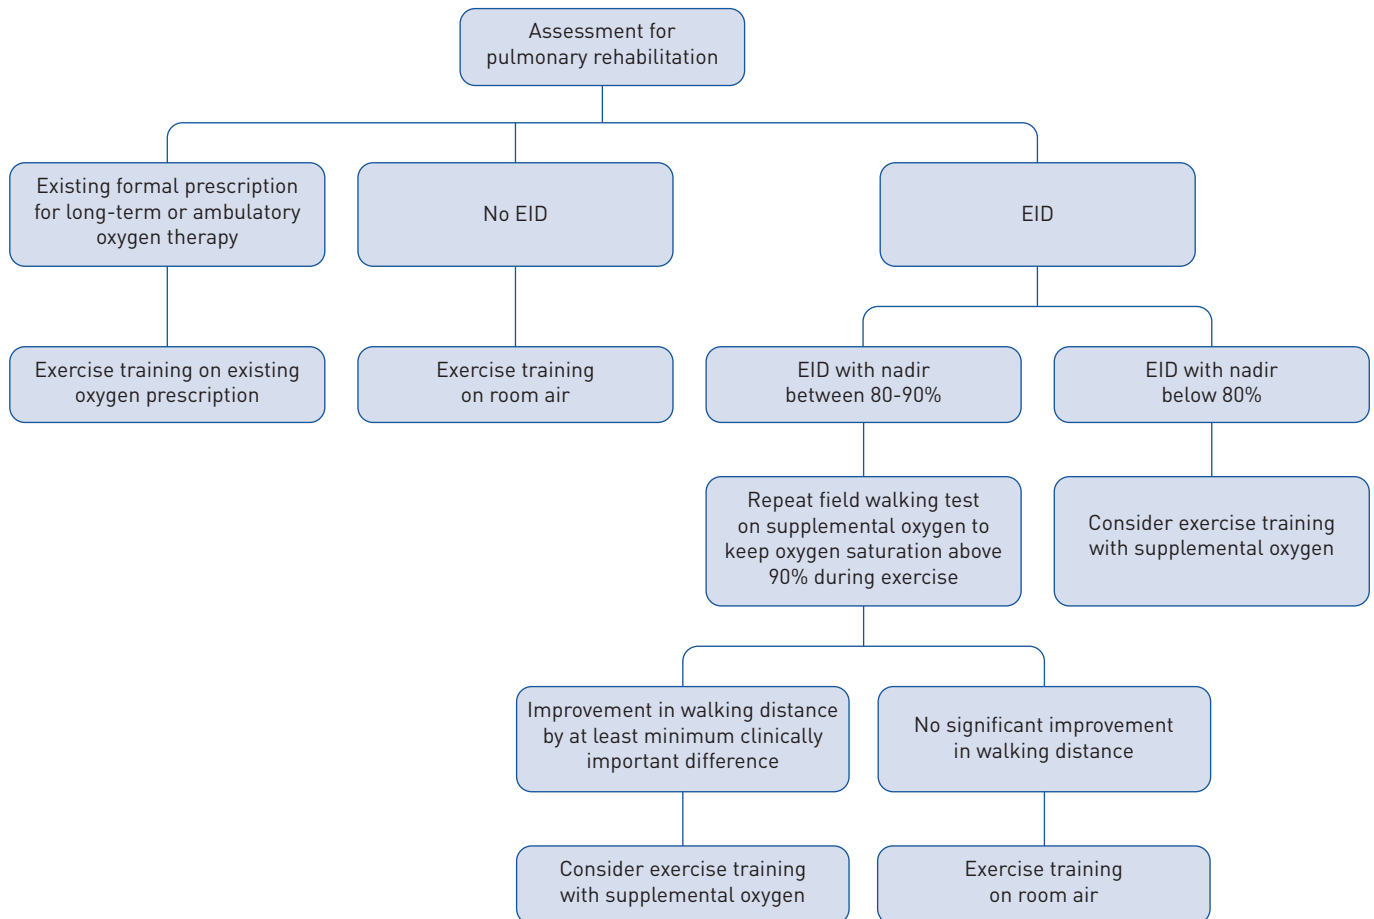 Assessment for
pulmonary rehabilitation
Existing formal prescription
for long-term or ambulatory
oxygen therapy
No EID
EID
Exercise training on existing
oxygen prescription
Exercise training
on room air
EID with nadir
between 80-90%
EID with nadir
below 80%
Repeat field walking test
on supplemental oxygen to
keep oxygen saturation above
90% during exercise
Consider exercise training
with supplemental oxygen
Improvement in walking distance
by at least minimum clinically
important difference
No significant improvement
in walking distance
Consider exercise training
with supplemental oxygen
Exercise training
on room air